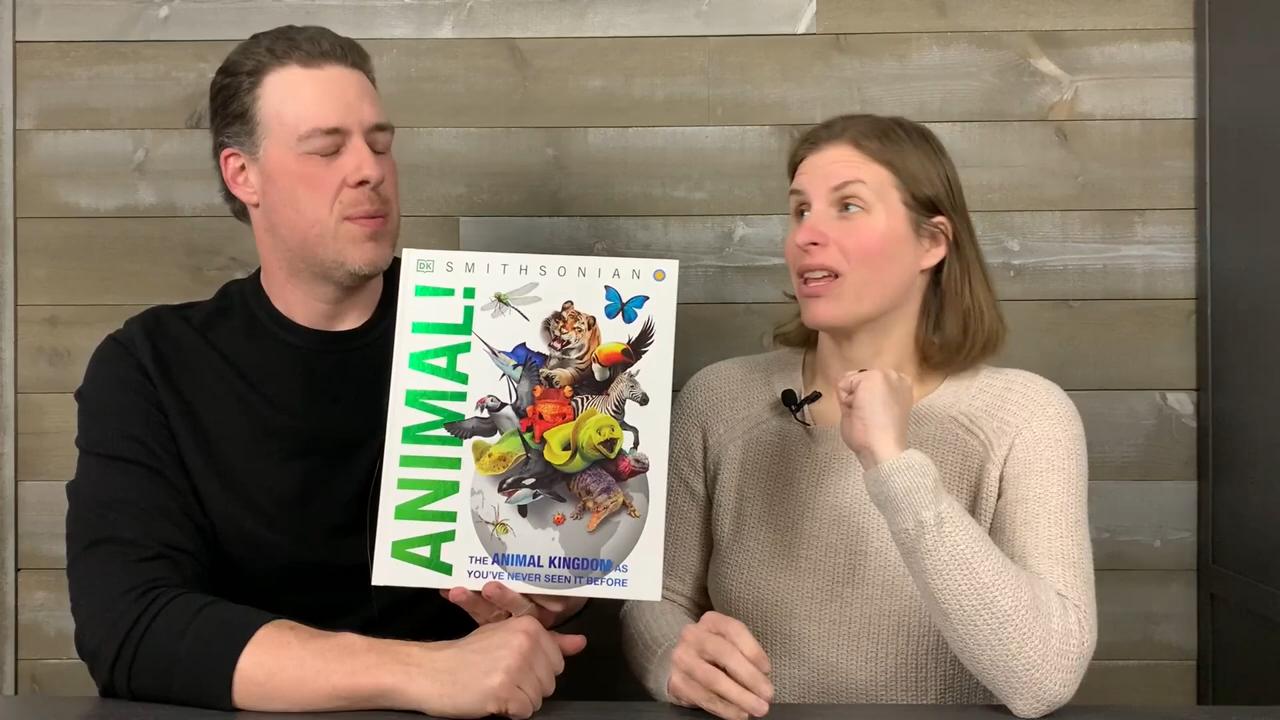 DK SMITHSONIAN
ANIMAL!
THE ANIMAL KINGDOM AS
YOU'VE NEVER SEEN IT BEFORE